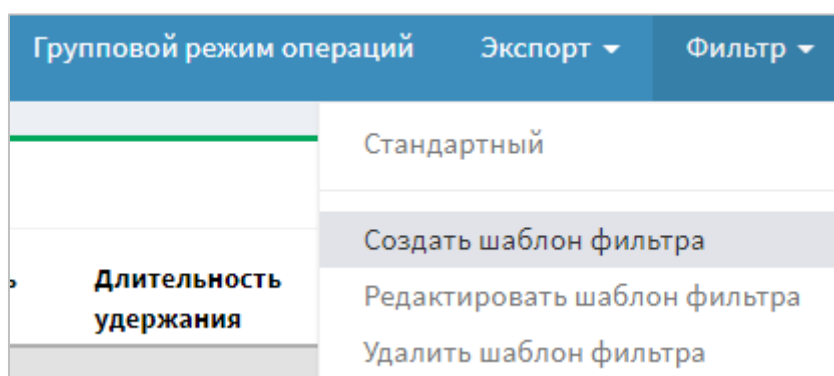 Групповой режим операций Экспорт Фильтр
Стандартный
Создать шаблон фильтра
Длительность
удержания
Редактировать шаблон фильтра
Удалить шаблон фильтра